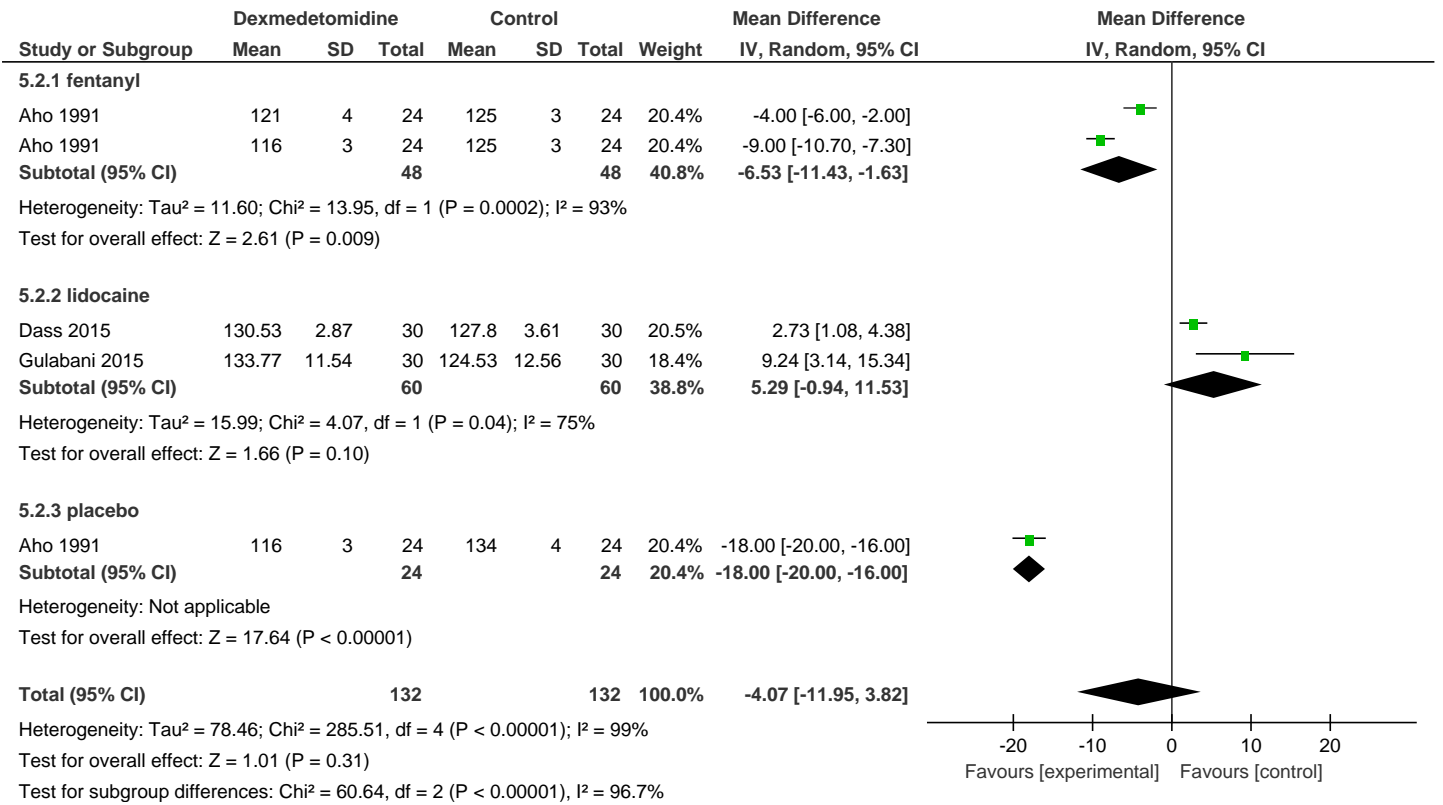 Dexmedetomidine Control Mean Difference Mean Difference
Study or Subgroup Mean SD Total Mean SD Total Weight IV, Random, 95% CI IV, Random, 95% CI
5.2.1 fentanyl
Aho 1991 121 4 24 125 3 24 20.4% -4.00 [-6.00, -2.00]
Aho 1991 116 3 24 125 3 24 20.4% -9.00 [-10.70, -7.30]
Subtotal (95% CI) 48 48 40.8% -6.53 [-11.43, -1.63]
Heterogeneity: Tau² = 11.60; Chi² = 13.95, df = 1 (P = 0.0002); I² = 93%
Test for overall effect: Z = 2.61 (P = 0.009)
5.2.2 lidocaine
Dass 2015 130.53 2.87 30 127.8 3.61 30 20.5% 2.73 [1.08, 4.38]
Gulabani 2015 133.77 11.54 30 124.53 12.56 30 18.4% 9.24 [3.14, 15.34]
Subtotal (95% CI) 60 60 38.8% 5.29 [-0.94, 11.53]
Heterogeneity: Tau² = 15.99; Chi² = 4.07, df = 1 (P = 0.04); I² = 75%
Test for overall effect: Z = 1.66 (P = 0.10)
5.2.3 placebo
Aho 1991 116 3 24 134 4 24 20.4% -18.00 [-20.00, -16.00]
Subtotal (95% CI) 24 24 20.4% -18.00 [-20.00, -16.00]
Heterogeneity: Not applicable
Test for overall effect: Z = 17.64 (P < 0.00001)
Total (95% CI) 132 132 100.0% -4.07 [-11.95, 3.82]
Heterogeneity: Tau² = 78.46; Chi² = 285.51, df = 4 (P < 0.00001); I² = 99%
Test for overall effect: Z = 1.01 (P = 0.31)
Test for subgroup differences: Chi² = 60.64, df = 2 (P < 0.00001), I² = 96.7%
-20 -10 0 10 20
Favours [experimental] Favours [control]